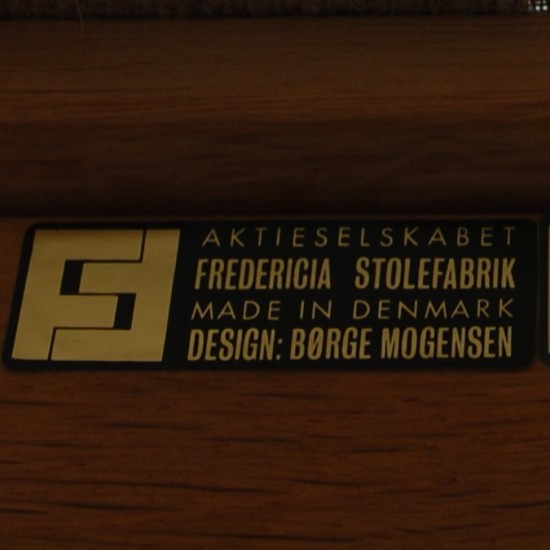 AKTIESELSKABET
FREDERICIA STOLEFABRIK
MADE IN DENMARK
DESIGN: BØRGE MOGENSEN